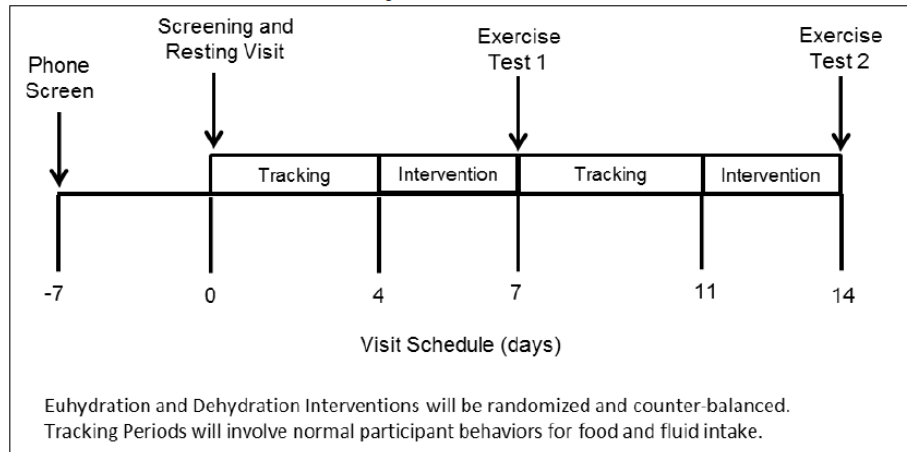 Screening and
Resting Visit
Phone
Screen
Exercise
Test 1
Exercise
Test 2
Tracking
Intervention
Tracking
Intervention
-7
0
4
7
11
14
Visit Schedule (days)
Euhydration and Dehydration Interventions will be randomized and counter-balanced.
Tracking Periods will involve normal participant behaviors for food and fluid intake.